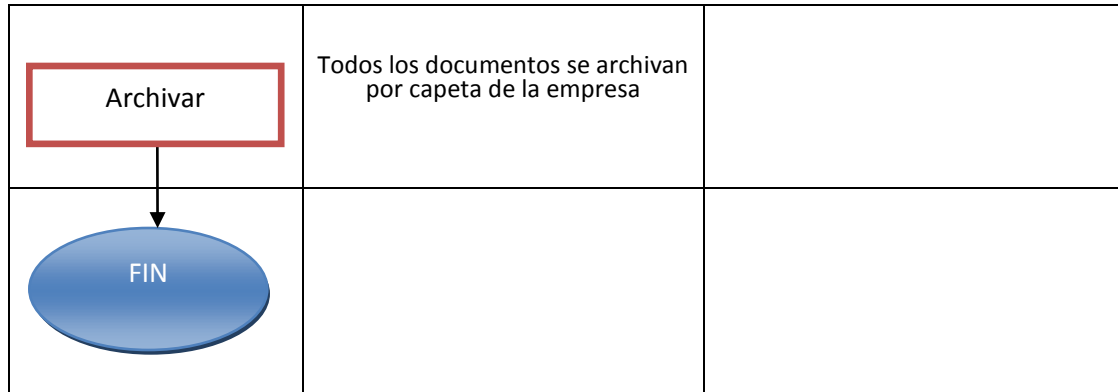 Archivar
Todos los documentos se archivan
por capeta de la empresa
FIN